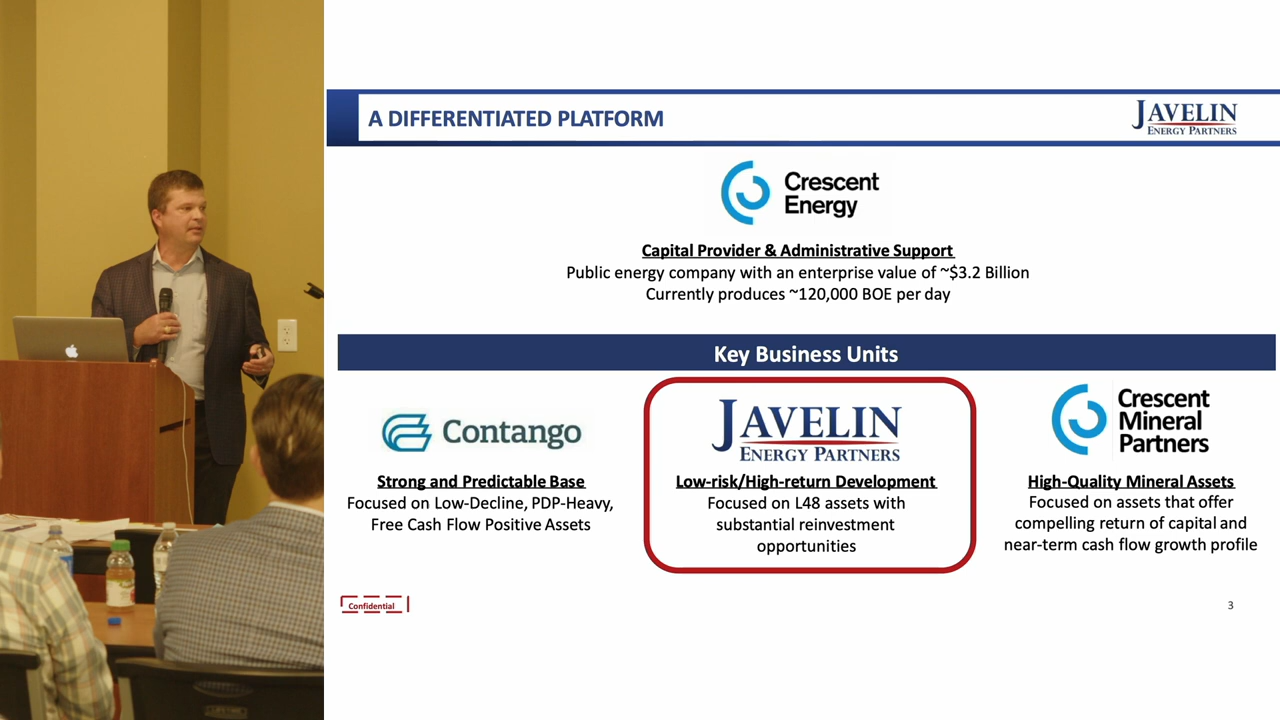 A DIFFERENTIATED PLATFORM
JAVELIN
ENERGY PARTNERS
Crescent
Energy
Capital Provider & Administrative Support
Public energy company with an enterprise value of ~$3.2 Billion
Currently produces ~120,000 BOE per day
Key Business Units
Contango
Strong and Predictable Base
Focused on Low-Decline, PDP-Heavy,
Free Cash Flow Positive Assets
JAVELIN
ENERGY PARTNERS
Low-risk/High-return Development
Focused on L48 assets with
substantial reinvestment
opportunities
Crescent
Mineral
Partners
High-Quality Mineral Assets
Focused on assets that offer
compelling return of capital and
near-term cash flow growth profile
Confidential
3